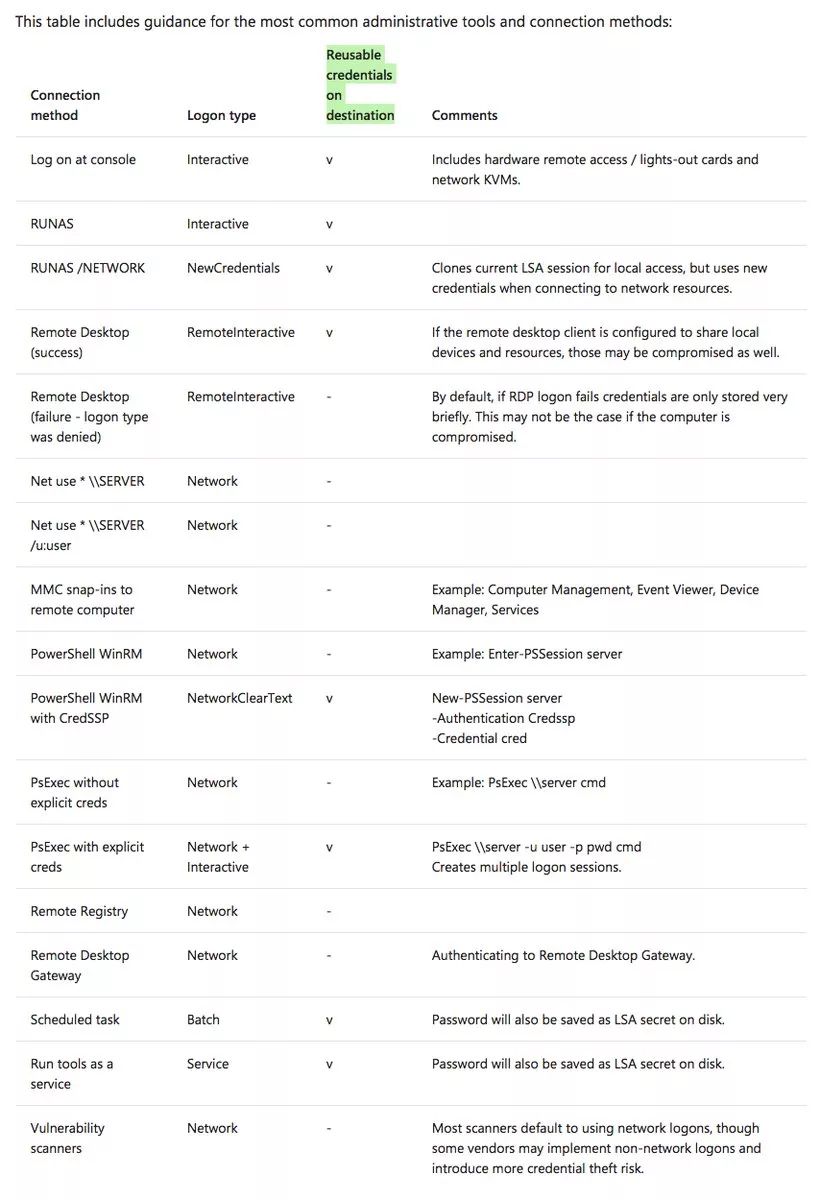 This table includes guidance for the most common administrative tools and connection methods:
Connection method Logon type Reusable credentials on destination Comments
Log on at console Interactive v Includes hardware remote access / lights-out cards and
network KVMs.
RUNAS Interactive v
RUNAS /NETWORK NewCredentials v Clones current LSA session for local access, but uses new
credentials when connecting to network resources.
Remote Desktop RemoteInteractive v If the remote desktop client is configured to share local
(success) devices and resources, those may be compromised as well.
Remote Desktop RemoteInteractive - By default, if RDP logon fails credentials are only stored very
(failure - logon type briefly. This may not be the case if the computer is
was denied) compromised.
Net use * \\SERVER Network -
Net use * \\SERVER Network -
/u:user
MMC snap-ins to Network - Example: Computer Management, Event Viewer, Device
remote computer Manager, Services
PowerShell WinRM Network - Example: Enter-PSSession server
PowerShell WinRM NetworkClearText v New-PSSession server
with CredSSP -Authentication Credssp
-Credential cred
PsExec without Network - Example: PsExec \\server cmd
explicit creds
PsExec with explicit Network + v PsExec \\server -u user -p pwd cmd
creds Interactive Creates multiple logon sessions.
Remote Registry Network -
Remote Desktop Network - Authenticating to Remote Desktop Gateway.
Gateway
Scheduled task Batch v Password will also be saved as LSA secret on disk.
Run tools as a Service v Password will also be saved as LSA secret on disk.
service
Vulnerability Network - Most scanners default to using network logons, though
scanners some vendors may implement non-network logons and
introduce more credential theft risk.